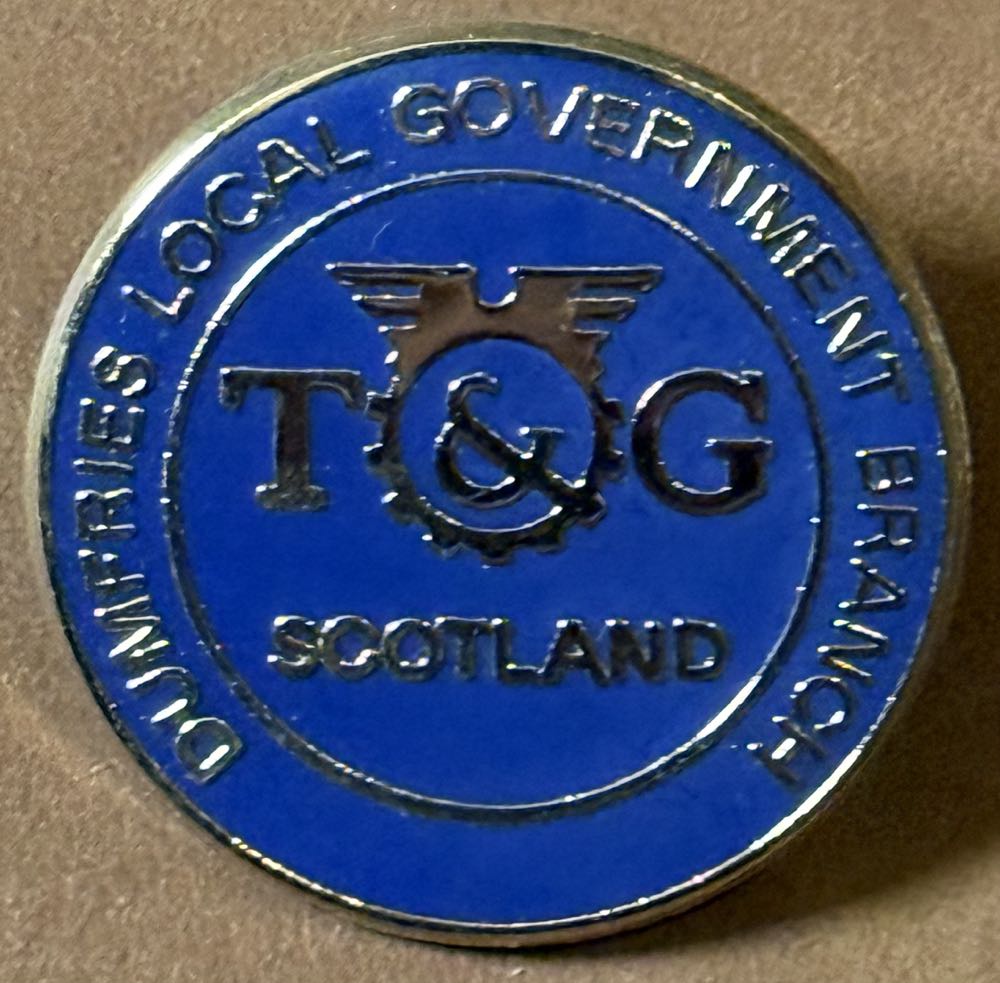 DUMFRIES LOCAL GOVERNMENT BRANCH
T&G
SCOTLAND